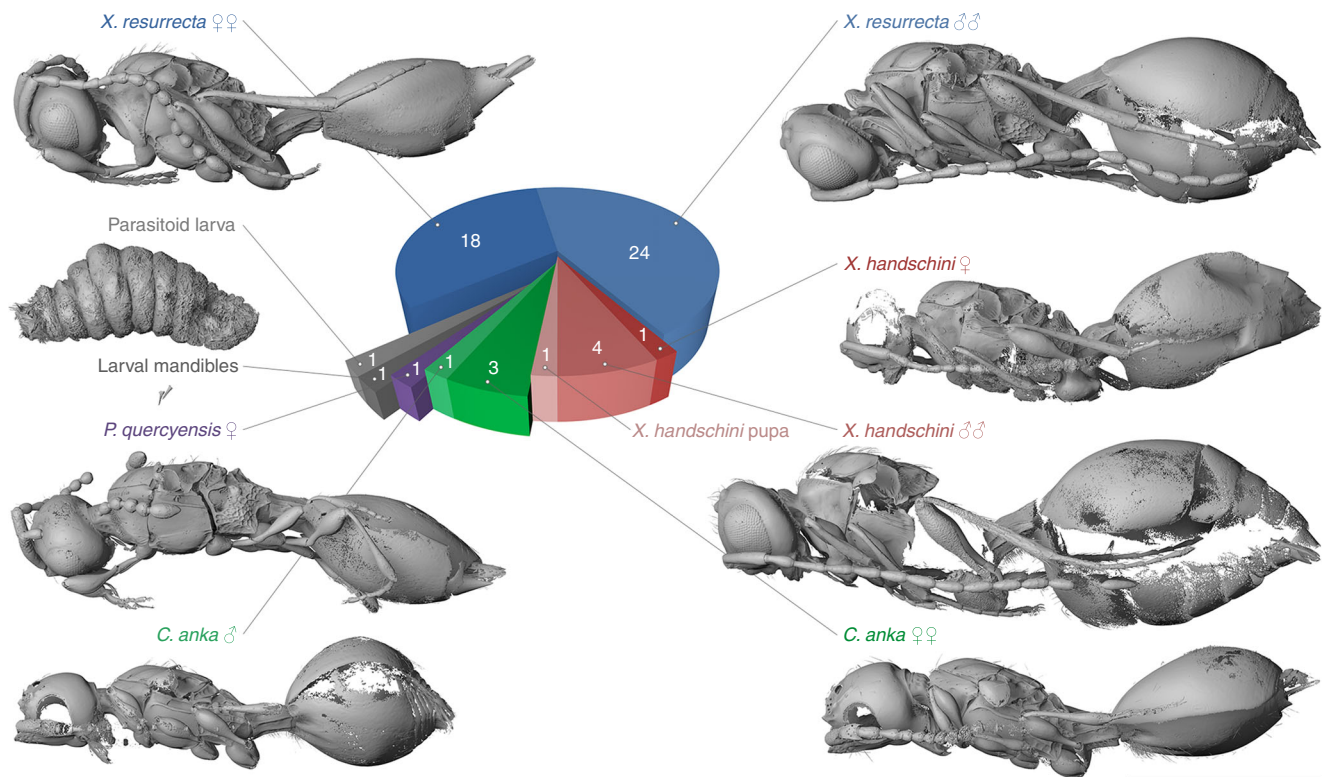 X. resurrecta ♀♀
X. resurrecta ♂♂
Parasitoid larva
18
24
X. handschini ♀
Larval mandibles
1
1
1
1
3
1
4
1
P. quercyensis ♀
X. handschini pupa
X. handschini ♂♂
C. anka ♂
C. anka ♀♀